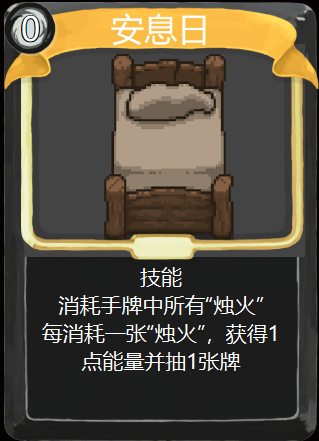 0
安息日
技能
消耗手牌中所有“烛火”
每消耗一张“烛火”，获得1
点能量并抽1张牌